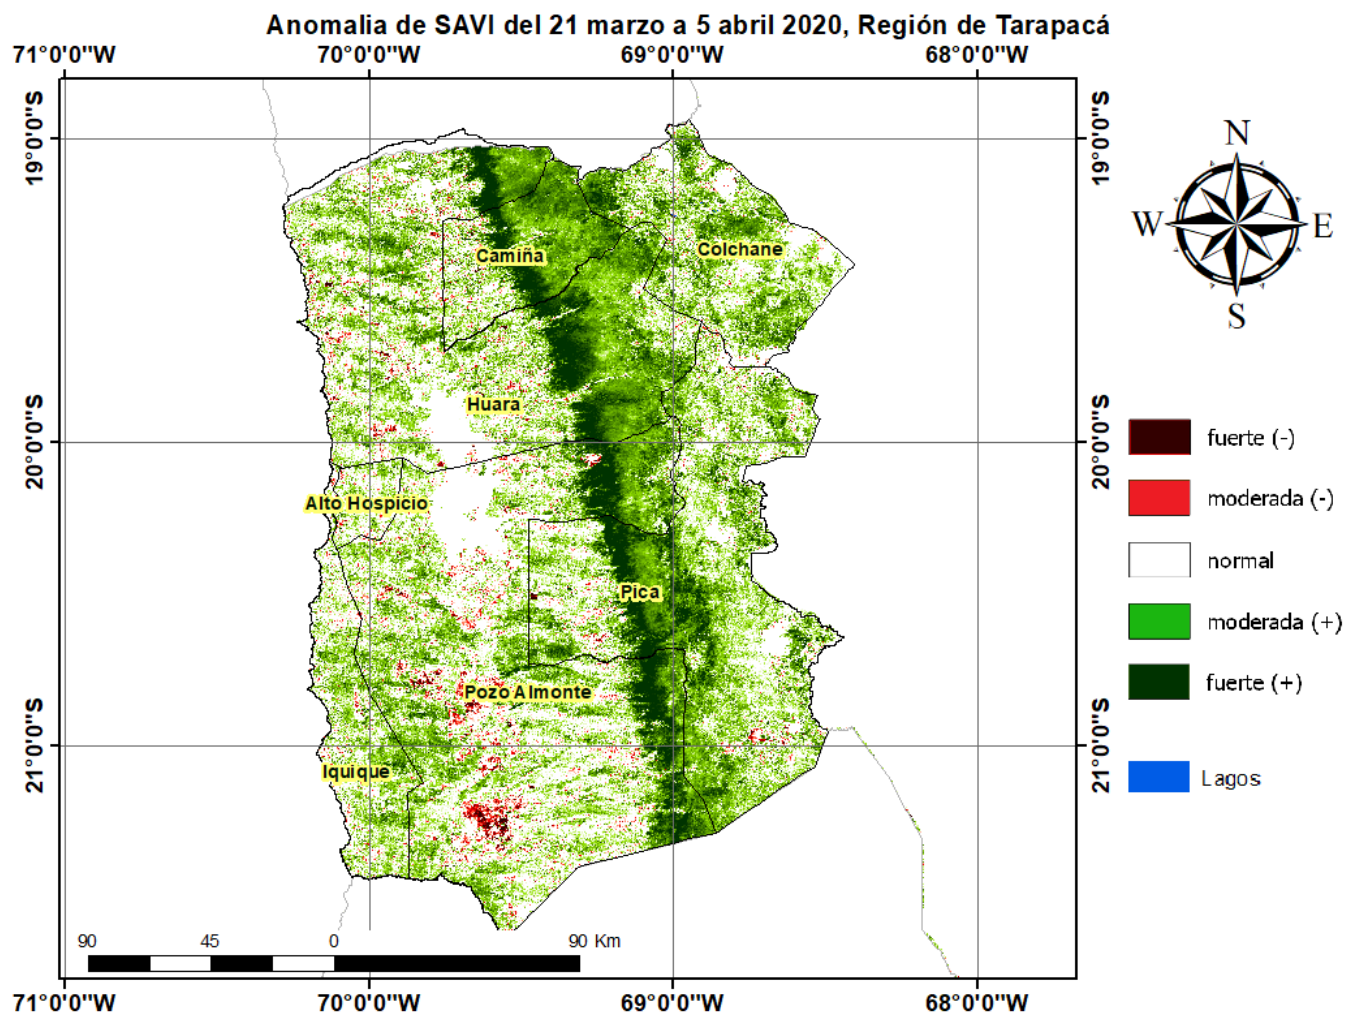 Anomalia de SAVI del 21 marzo a 5 abril 2020, Región de Tarapacá
71°0'0"W 70°0'0"W 69°0'0"W 68°0'0"W
19°0'0"S 19°0'0"S
N
W E
S
Camiña
Colchane
Huara
20°0'0"S 20°0'0"S
fuerte (-)
moderada (-)
normal
moderada (+)
fuerte (+)
Lagos
Alto Hospicio
Pica
Pozo Almonte
21°0'0"S 21°0'0"S
Iquique
90 45 0 90 Km
71°0'0"W 70°0'0"W 69°0'0"W 68°0'0"W